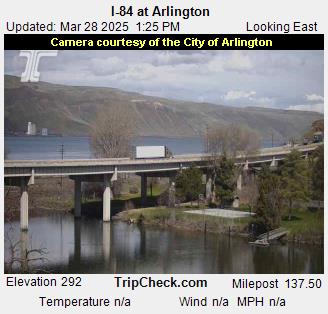 I-84 at Arlington
Updated: Mar 28 2025 1:25 PM Looking East
Camera courtesy of the City of Arlington
Elevation 292 TripCheck.com Milepost 137.50
Temperature n/a Wind n/a MPH n/a